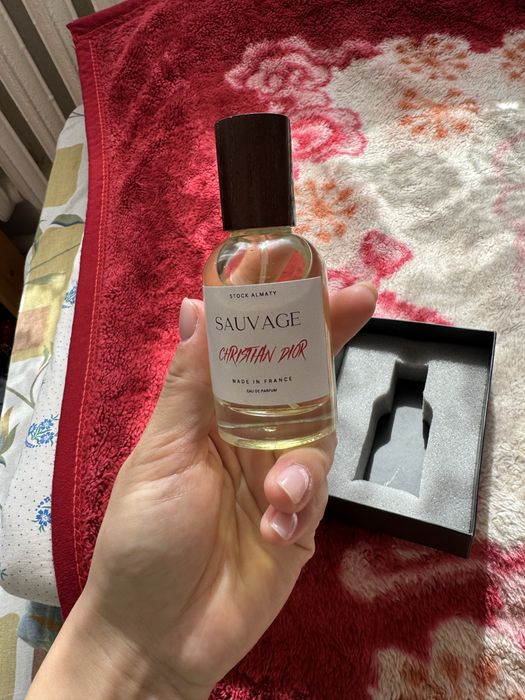 STOCK ALMATY
SAUVAGE
CHRISTIAN DIOR
MADE IN FRANCE
EAU DE PARFUM